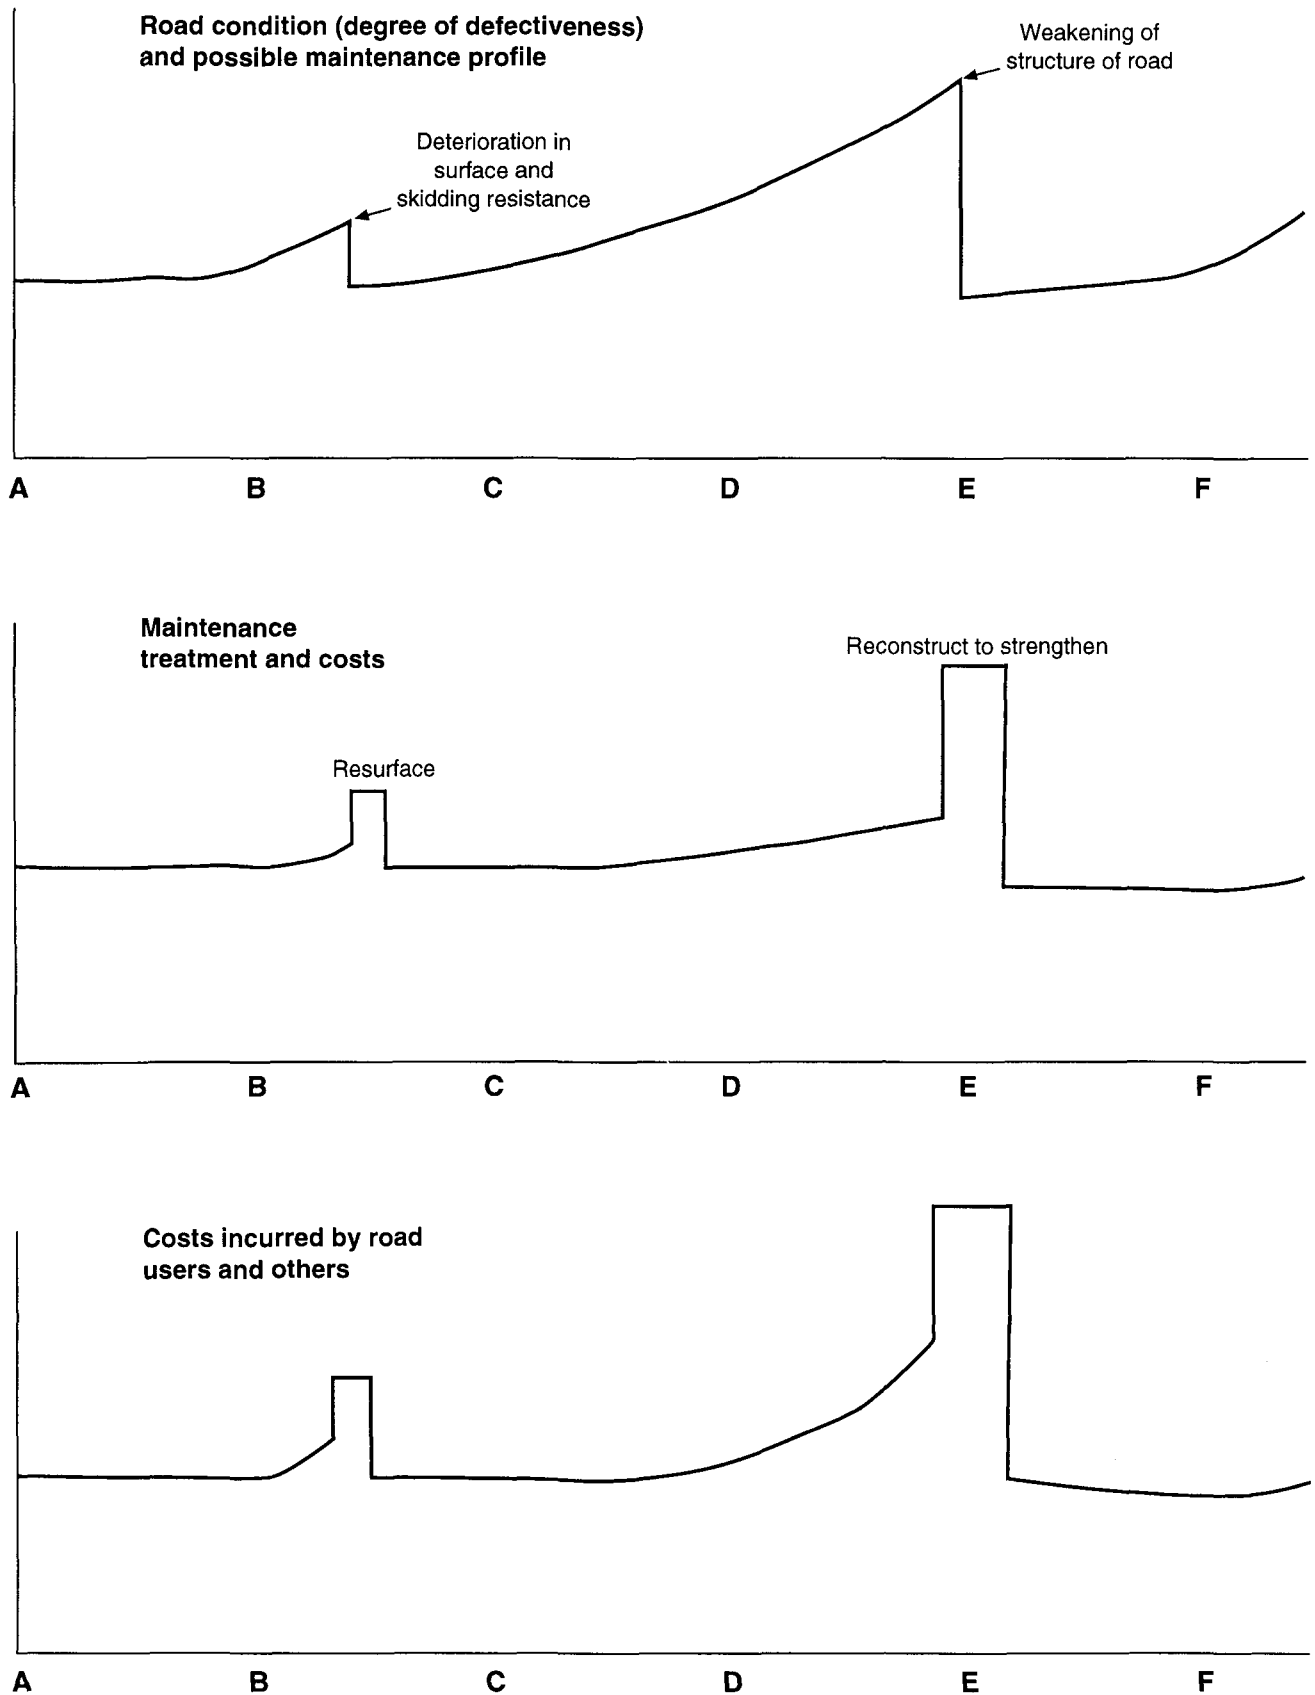 Road condition (degree of defectiveness)
and possible maintenance profile
Weakening of
structure of road
Deterioration in
surface and
skidding resistance
A B C D E F
Maintenance
treatment and costs
Reconstruct to strengthen
Resurface
A B C D E F
Costs incurred by road
users and others
A B C D E F